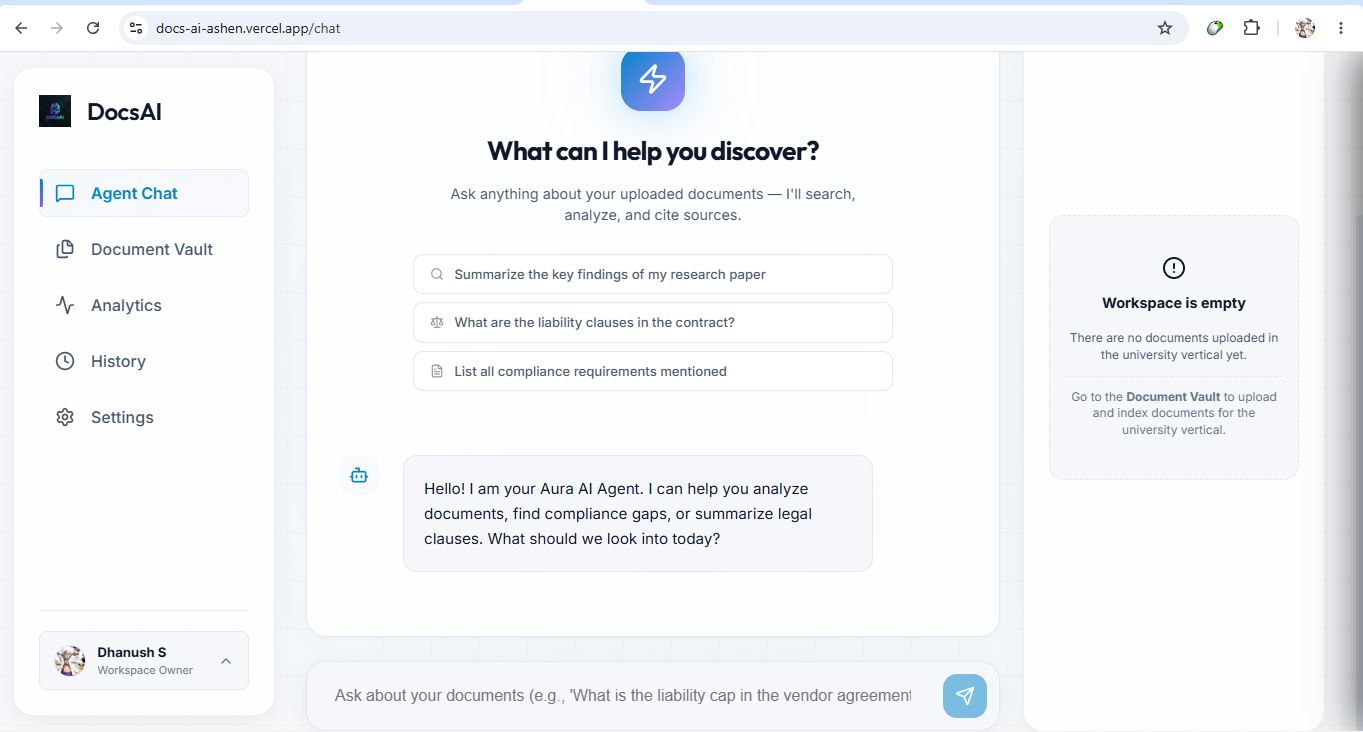 docs-ai-ashen.vercel.app/chat
DocsAI
Agent Chat
Document Vault
Analytics
History
Settings
Dhanush S
Workspace Owner
What can I help you discover?
Ask anything about your uploaded documents — I'll search,
analyze, and cite sources.
Summarize the key findings of my research paper
What are the liability clauses in the contract?
List all compliance requirements mentioned
Hello! I am your Aura AI Agent. I can help you analyze
documents, find compliance gaps, or summarize legal
clauses. What should we look into today?
Ask about your documents (e.g., 'What is the liability cap in the vendor agreement
Workspace is empty
There are no documents uploaded in
the university vertical yet.
Go to the Document Vault to upload
and index documents for the
university vertical.